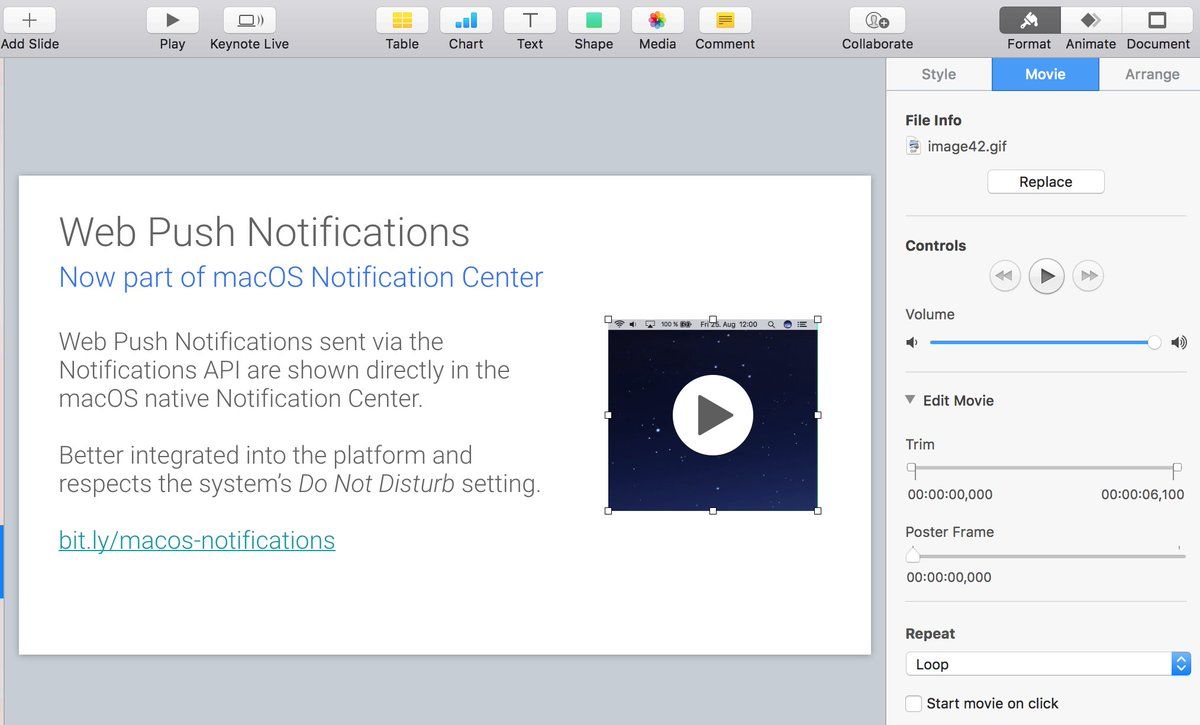 Add Slide
Play
Keynote Live
Table
Chart
Text
Shape
Media
Comment
Collaborate
Format
Animate
Document
Style
Movie
Arrange
Web Push Notifications
Now part of macOS Notification Center
Web Push Notifications sent via the
Notifications API are shown directly in the
macOS native Notification Center.
Better integrated into the platform and
respects the system’s Do Not Disturb setting.
bit.ly/macos-notifications
100 % Fri 25. Aug 12:00
File Info
image42.gif
Replace
Controls
Volume
Edit Movie
Trim
00:00:00,000
00:00:06,100
Poster Frame
00:00:00,000
Repeat
Loop
Start movie on click